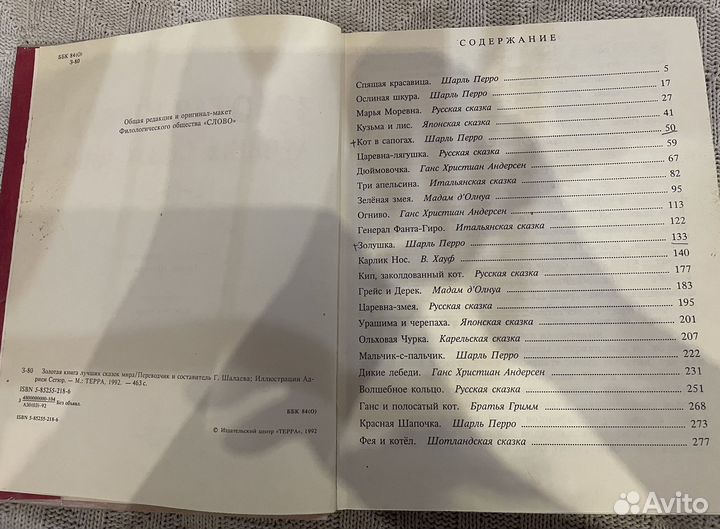 ББК 84(0)
З-80
Общая редакция и оригинал-макет
Филологического общества «СЛОВО»
З-80 Золотая книга лучших сказок мира/Переводчик и составитель Г. Шалаева; Иллюстрации Ад-
риен Сегюр. – М.: ТЕРРА, 1992. – 463 с.
ISBN 5-85255-218-6
З 4800000000-104 Без объявл.
А30(03)-92
ISBN 5-85255-218-6
ББК 84(0)
© Издательский центр «ТЕРРА», 1992
СОДЕРЖАНИЕ
Спящая красавица. Шарль Перро 5
Ослиная шкура. Шарль Перро 17
Марья Моревна. Русская сказка 27
Кузьма и лис. Японская сказка 41
Кот в сапогах. Шарль Перро 50
Царевна-лягушка. Русская сказка 59
Дюймовочка. Ганс Христиан Андерсен 67
Три апельсина. Итальянская сказка 82
Зелёная змея. Мадам д'Олнуа 95
Огниво. Ганс Христиан Андерсен 113
Генерал Фанта-Гиро. Итальянская сказка 122
Золушка. Шарль Перро 133
Карлик Нос. В. Хауф 140
Кип, заколдованный кот. Русская сказка 177
Грейс и Дерек. Мадам д'Олнуа 183
Царевна-змея. Русская сказка 195
Урашима и черепаха. Японская сказка 201
Ольховая Чурка. Карельская сказка 207
Мальчик-с-пальчик. Шарль Перро 222
Дикие лебеди. Ганс Христиан Андерсен 231
Волшебное кольцо. Русская сказка 251
Ганс и полосатый кот. Братья Гримм 268
Красная Шапочка. Шарль Перро 273
Фея и котёл. Шотландская сказка 277
Avito